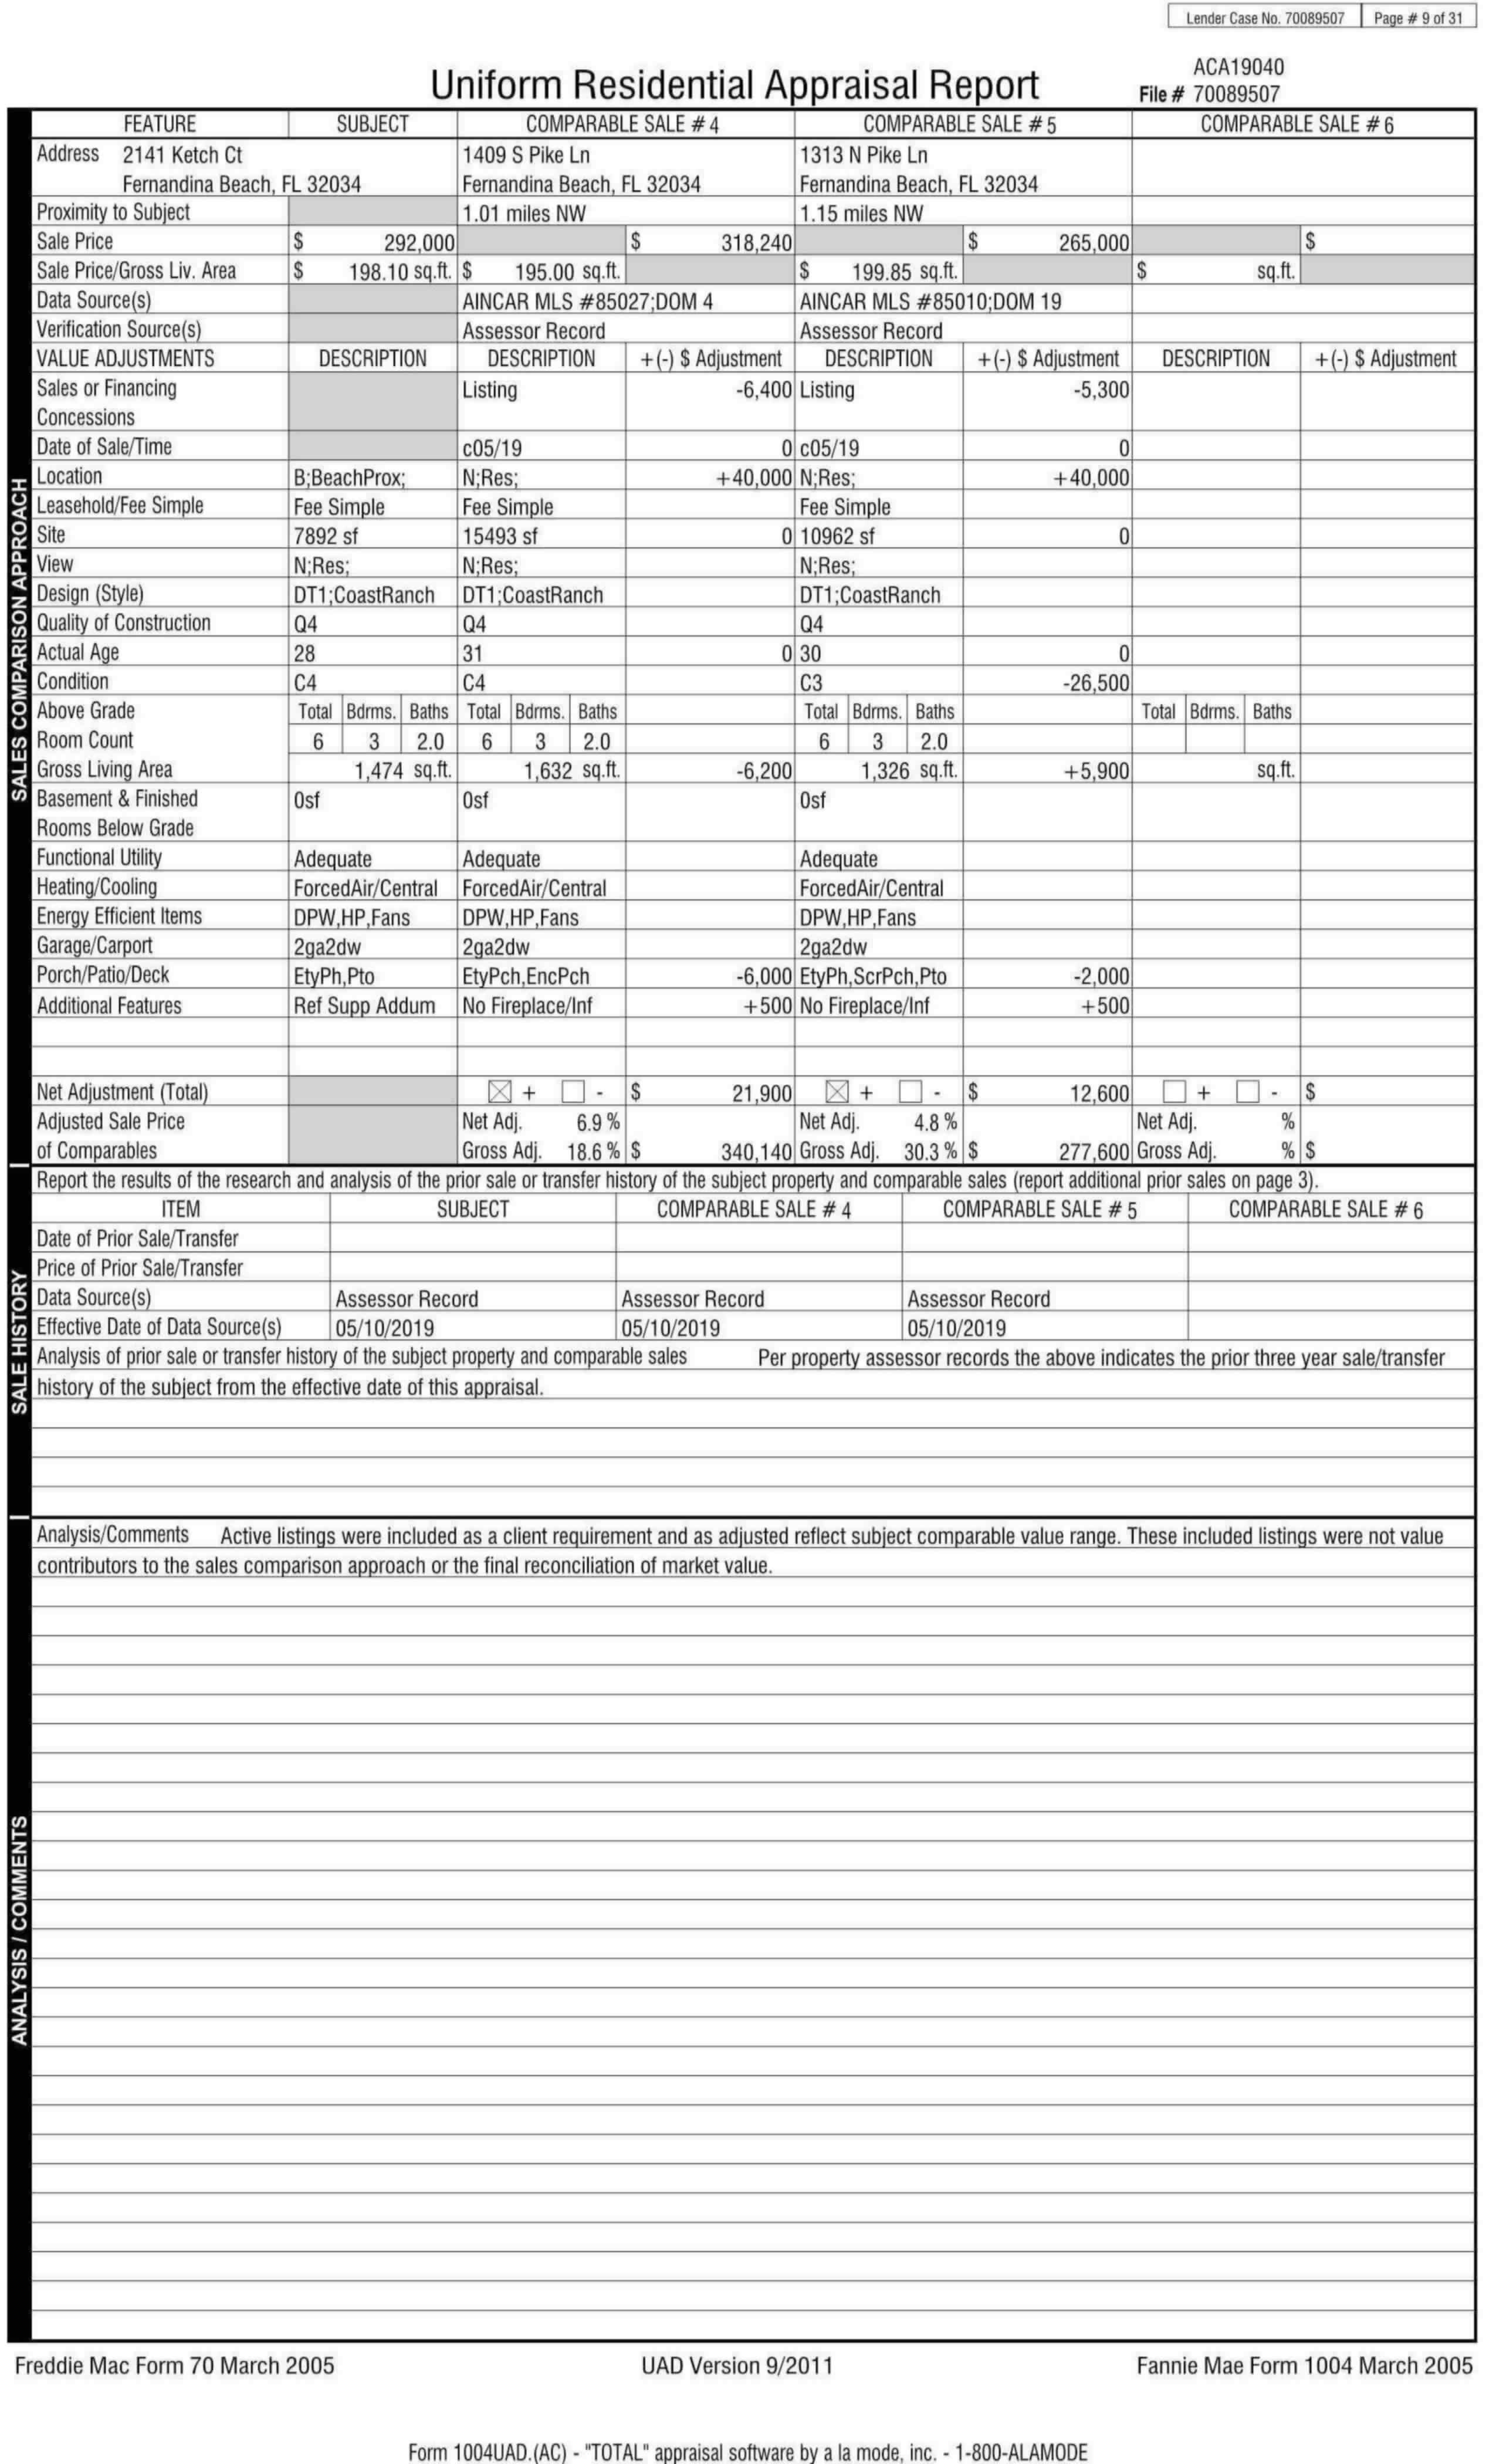 Lender Case No. 70089507 Page # 9 of 31
Uniform Residential Appraisal Report
ACA19040
File # 70089507
FEATURE SUBJECT COMPARABLE SALE # 4 COMPARABLE SALE # 5 COMPARABLE SALE # 6
Address 2141 Ketch Ct 1409 S Pike Ln 1313 N Pike Ln
Fernandina Beach, FL 32034 Fernandina Beach, FL 32034 Fernandina Beach, FL 32034
Proximity to Subject 1.01 miles NW 1.15 miles NW
Sale Price $ 292,000 $ 318,240 $ 265,000 $
Sale Price/Gross Liv. Area $ 198.10 sq.ft. $ 195.00 sq.ft. $ 199.85 sq.ft. $ sq.ft.
Data Source(s) AINCAR MLS #85027;DOM 4 AINCAR MLS #85010;DOM 19
Verification Source(s) Assessor Record Assessor Record
VALUE ADJUSTMENTS DESCRIPTION DESCRIPTION +(-) $ Adjustment DESCRIPTION +(-) $ Adjustment DESCRIPTION +(-) $ Adjustment
Sales or Financing Listing -6,400 Listing -5,300
Concessions
Date of Sale/Time c05/19 0 c05/19 0
Location B;BeachProx; N;Res; +40,000 N;Res; +40,000
Leasehold/Fee Simple Fee Simple Fee Simple Fee Simple
Site 7892 sf 15493 sf 0 10962 sf 0
View N;Res; N;Res; N;Res;
Design (Style) DT1;CoastRanch DT1;CoastRanch DT1;CoastRanch
Quality of Construction Q4 Q4 Q4
Actual Age 28 31 0 30 0
Condition C4 C4 C3 -26,500
Above Grade Total Bdrms. Baths Total Bdrms. Baths Total Bdrms. Baths Total Bdrms. Baths
Room Count 6 3 2.0 6 3 2.0 6 3 2.0
Gross Living Area 1,474 sq.ft. 1,632 sq.ft. -6,200 1,326 sq.ft. +5,900 sq.ft.
Basement & Finished 0sf 0sf 0sf
Rooms Below Grade
Functional Utility Adequate Adequate Adequate
Heating/Cooling ForcedAir/Central ForcedAir/Central ForcedAir/Central
Energy Efficient Items DPW,HP,Fans DPW,HP,Fans DPW,HP,Fans
Garage/Carport 2ga2dw 2ga2dw 2ga2dw
Porch/Patio/Deck EtyPh,Pto EtyPch,EncPch -6,000 EtyPh,ScrPch,Pto -2,000
Additional Features Ref Supp Addum No Fireplace/Inf +500 No Fireplace/Inf +500
Net Adjustment (Total) + - $ 21,900 + - $ 12,600 + - $
Adjusted Sale Price Net Adj. 6.9 % Net Adj. 4.8 % Net Adj. %
of Comparables Gross Adj. 18.6 % $ 340,140 Gross Adj. 30.3 % $ 277,600 Gross Adj. % $
Report the results of the research and analysis of the prior sale or transfer history of the subject property and comparable sales (report additional prior sales on page 3).
ITEM SUBJECT COMPARABLE SALE # 4 COMPARABLE SALE # 5 COMPARABLE SALE # 6
Date of Prior Sale/Transfer
Price of Prior Sale/Transfer
Data Source(s) Assessor Record Assessor Record Assessor Record
Effective Date of Data Source(s) 05/10/2019 05/10/2019 05/10/2019
Analysis of prior sale or transfer history of the subject property and comparable sales Per property assessor records the above indicates the prior three year sale/transfer
history of the subject from the effective date of this appraisal.
Analysis/Comments Active listings were included as a client requirement and as adjusted reflect subject comparable value range. These included listings were not value
contributors to the sales comparison approach or the final reconciliation of market value.
SALES COMPARISON APPROACH
SALE HISTORY
ANALYSIS / COMMENTS
Freddie Mac Form 70 March 2005 UAD Version 9/2011 Fannie Mae Form 1004 March 2005
Form 1004UAD.(AC) - "TOTAL" appraisal software by a la mode, inc. - 1-800-ALAMODE